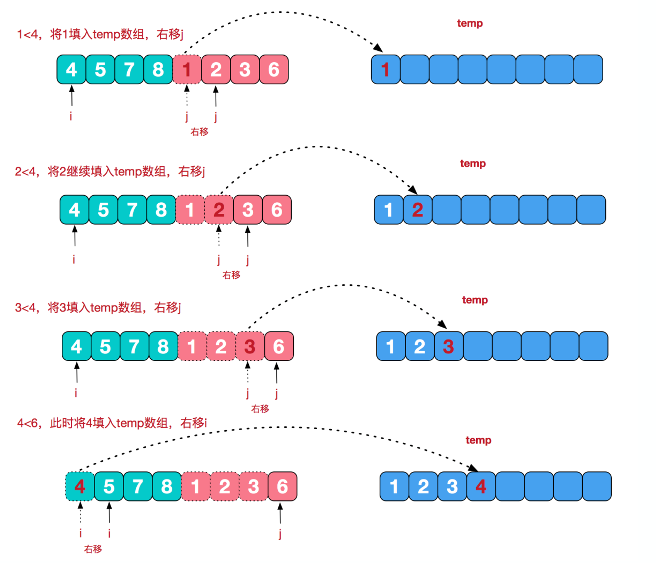 temp
1<4，将1填入temp数组，右移j
4 5 7 8 1 2 3 6
1
i j j
右移
temp
2<4，将2继续填入temp数组，右移j
4 5 7 8 1 2 3 6
1 2
i j j
右移
temp
3<4，将3填入temp数组，右移j
4 5 7 8 1 2 3 6
1 2 3
i j j
右移
4<6，此时将4填入temp数组，右移i
temp
4 5 7 8 1 2 3 6
1 2 3 4
i i j
右移